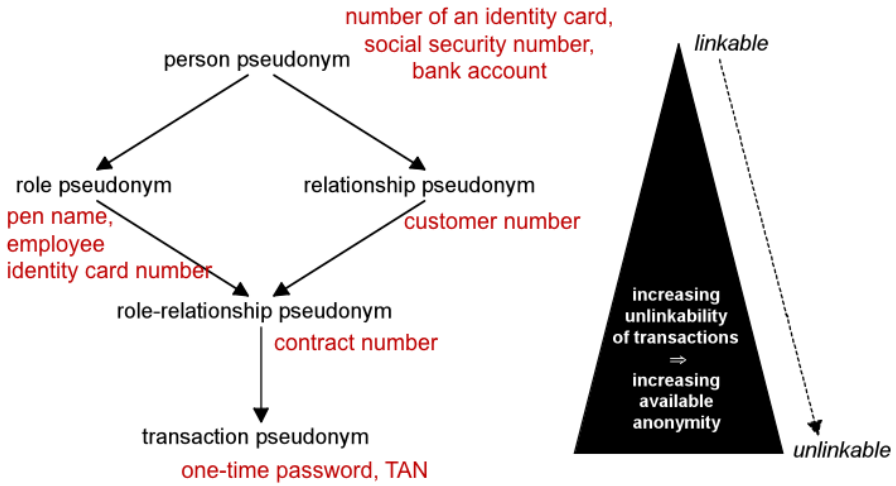 number of an identity card,
social security number,
bank account
person pseudonym
linkable
role pseudonym
relationship pseudonym
pen name,
employee
identity card number
customer number
role-relationship pseudonym
contract number
increasing
unlinkability
of transactions
⇒
increasing
available
anonymity
transaction pseudonym
one-time password, TAN
unlinkable